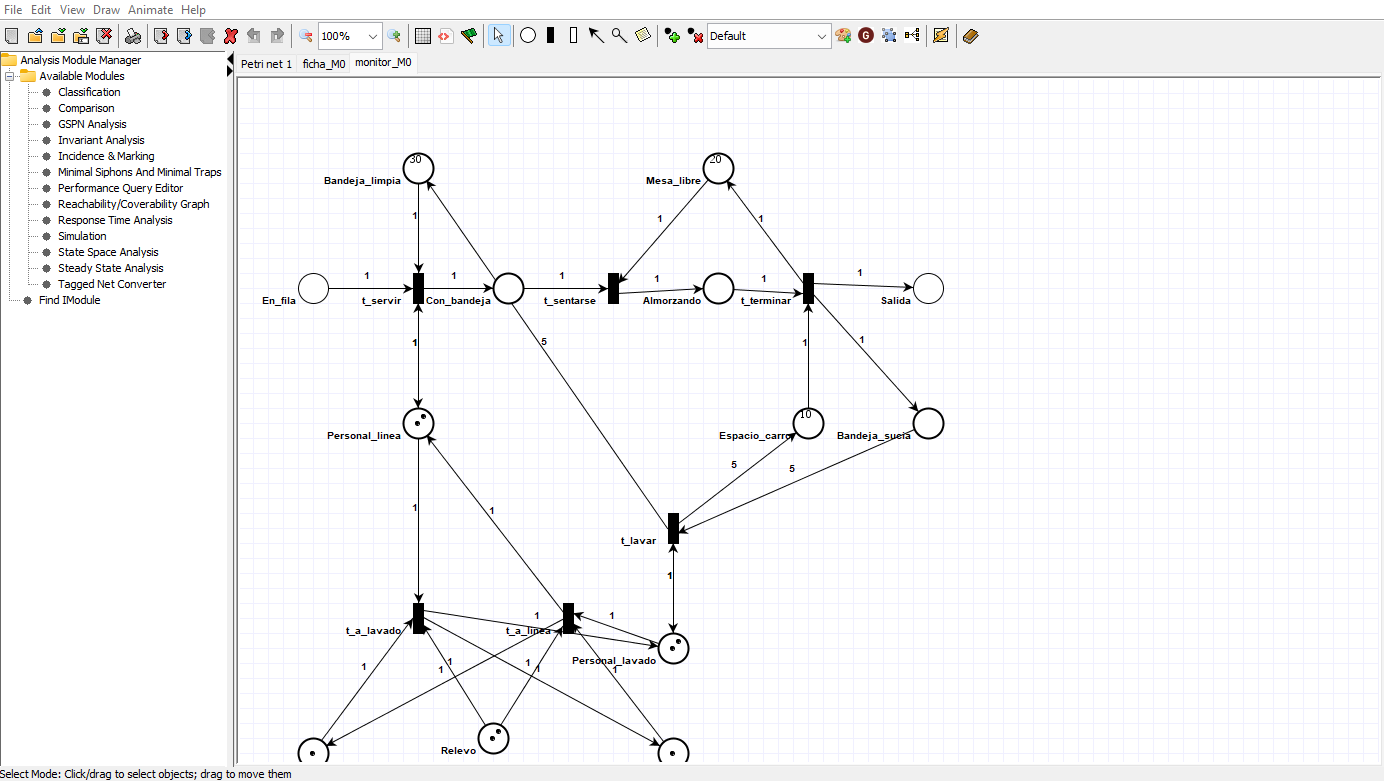 File Edit View Draw Animate Help
100%
Default
Analysis Module Manager
Available Modules
Classification
Comparison
GSPN Analysis
Invariant Analysis
Incidence & Marking
Minimal Siphons And Minimal Traps
Performance Query Editor
Reachability/Coverability Graph
Response Time Analysis
Simulation
State Space Analysis
Steady State Analysis
Tagged Net Converter
Find IModule
Petri net 1 ficha_M0 monitor_M0
30 20
Bandeja_limpia Mesa_libre
1 1 1
1 1 1 1 1 1
En_fila t_servir Con_bandeja t_sentarse Almorzando t_terminar Salida
1 5 1 1
10
Personal_linea Espacio_carro Bandeja_sucia
5 5
1 1
t_lavar
1
1 1
t_a_lavado t_a_linea
Personal_lavado
1 1 1 1 1 1
Relevo
Select Mode: Click/drag to select objects; drag to move them